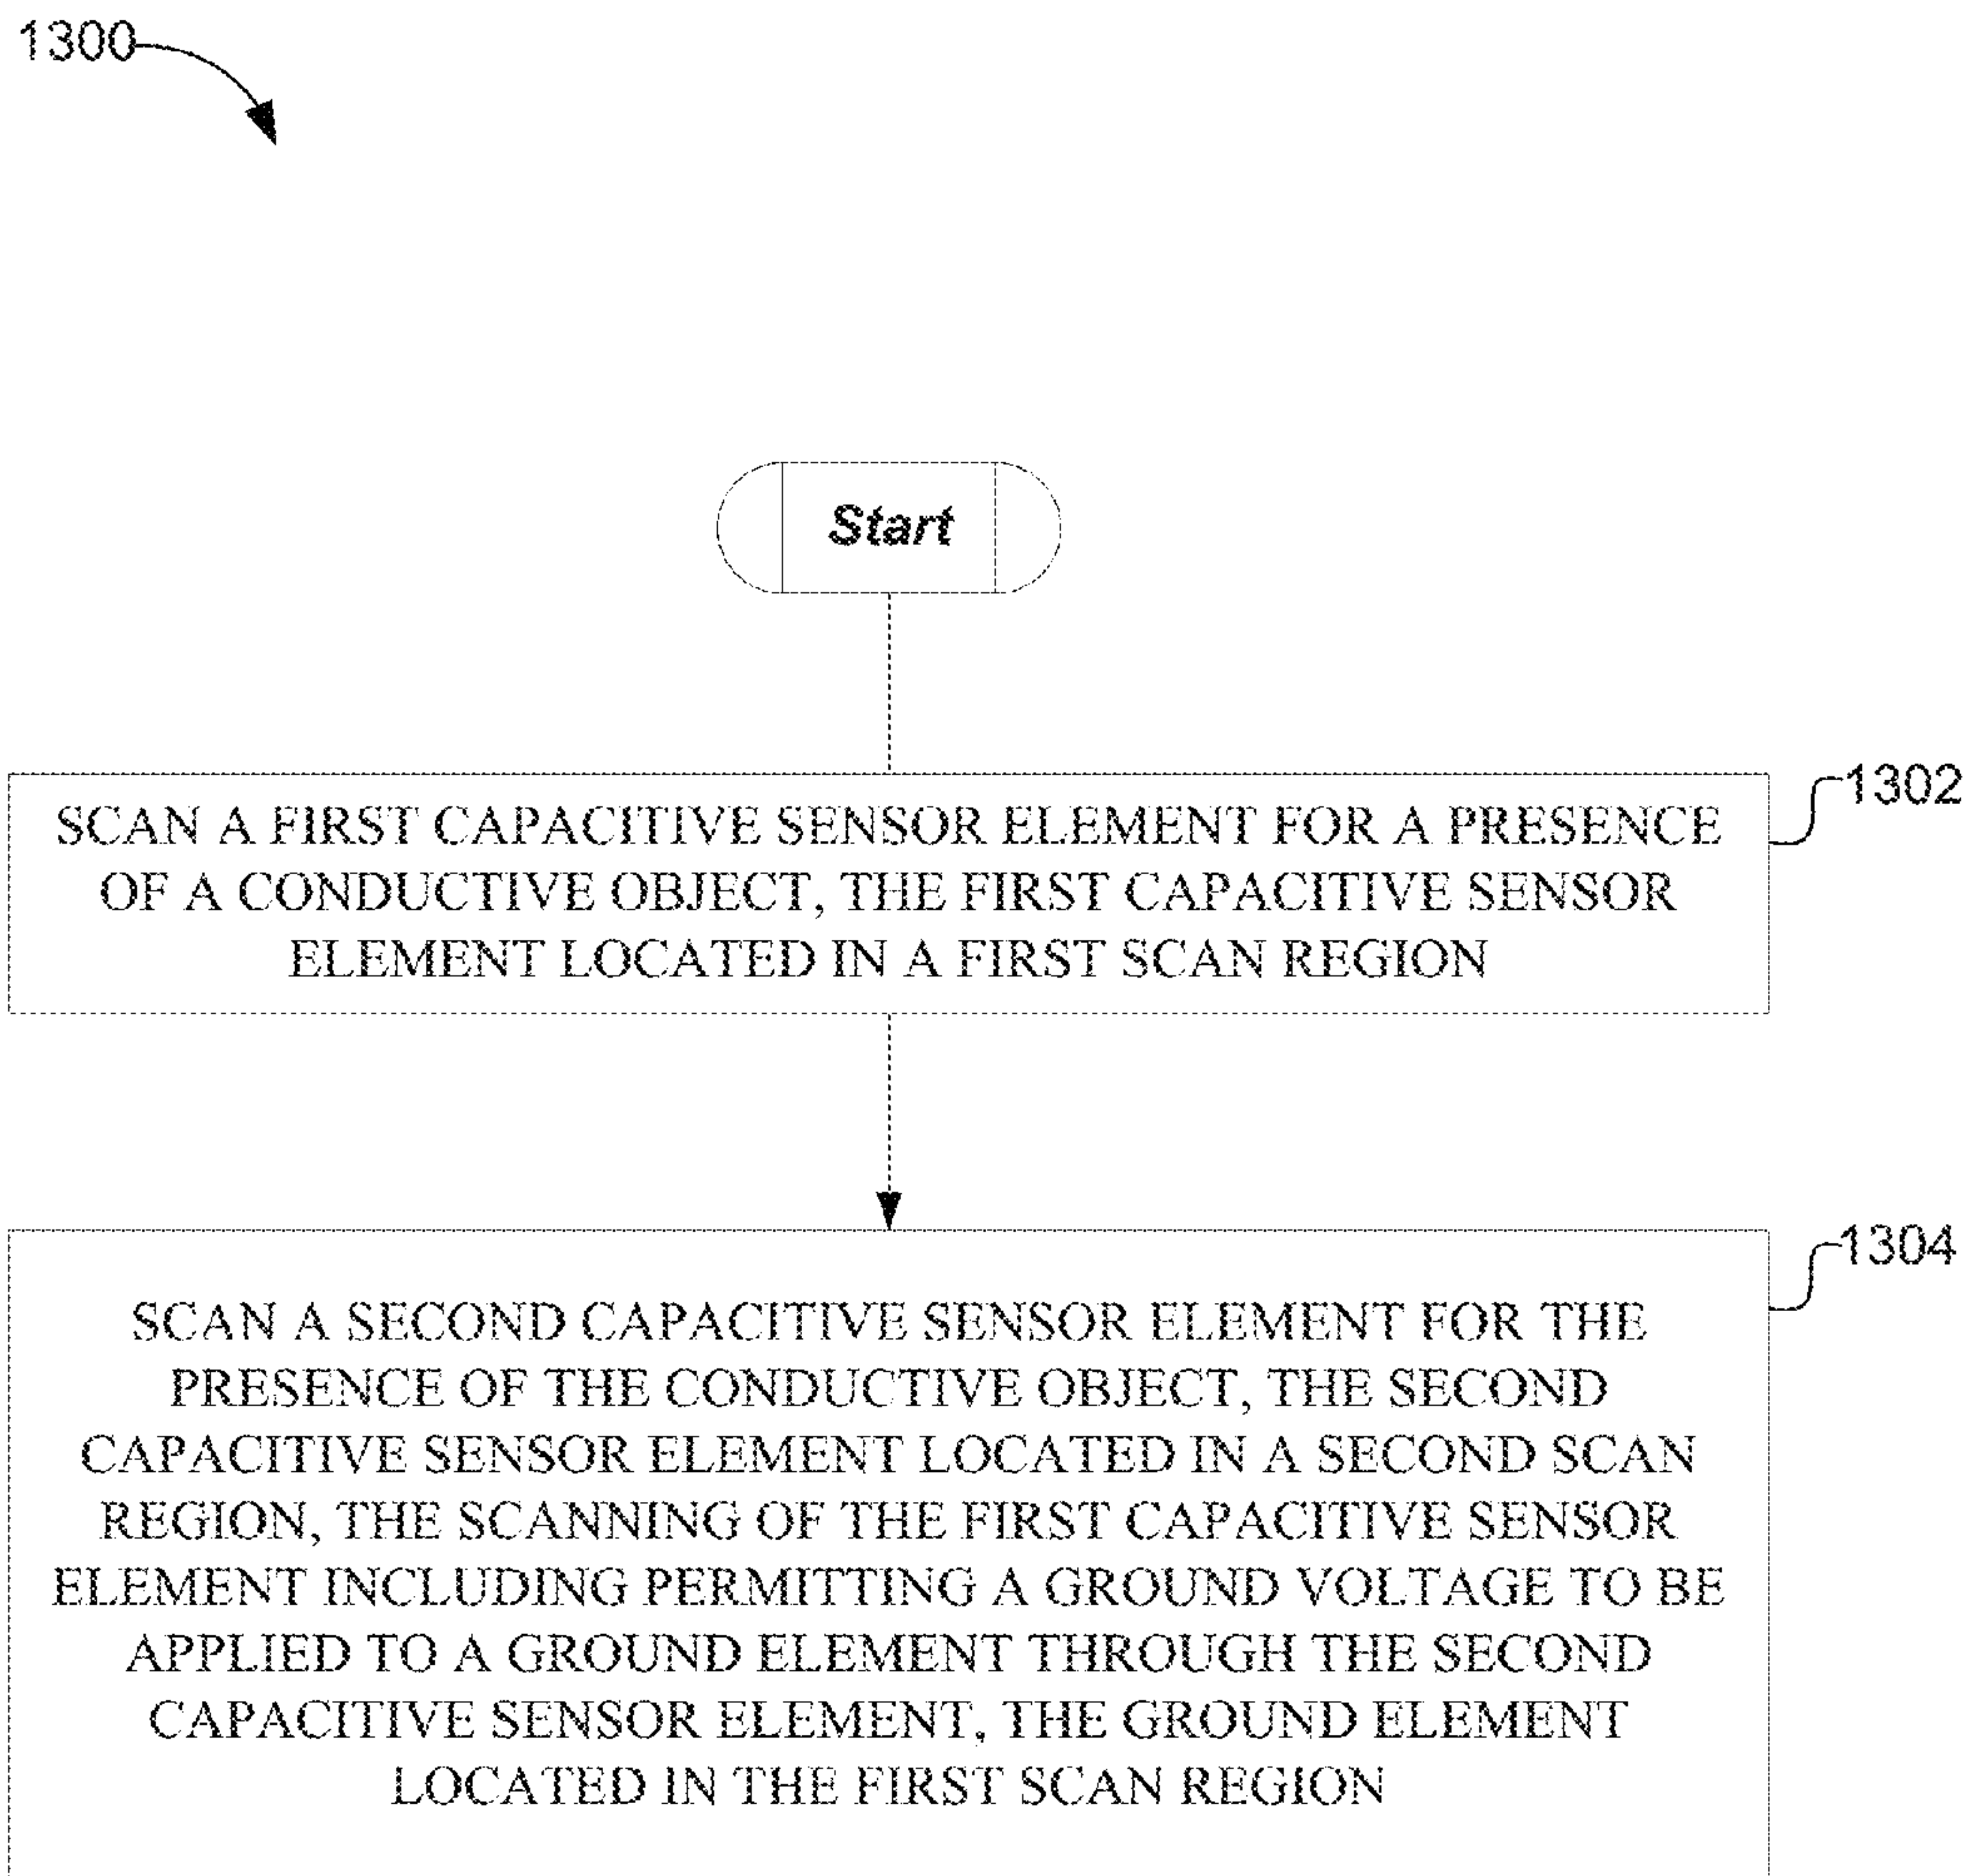 1300
Start
1302
SCAN A FIRST CAPACITIVE SENSOR ELEMENT FOR A PRESENCE
OF A CONDUCTIVE OBJECT, THE FIRST CAPACITIVE SENSOR
ELEMENT LOCATED IN A FIRST SCAN REGION
1304
SCAN A SECOND CAPACITIVE SENSOR ELEMENT FOR THE
PRESENCE OF THE CONDUCTIVE OBJECT, THE SECOND
CAPACITIVE SENSOR ELEMENT LOCATED IN A SECOND SCAN
REGION, THE SCANNING OF THE FIRST CAPACITIVE SENSOR
ELEMENT INCLUDING PERMITTING A GROUND VOLTAGE TO BE
APPLIED TO A GROUND ELEMENT THROUGH THE SECOND
CAPACITIVE SENSOR ELEMENT, THE GROUND ELEMENT
LOCATED IN THE FIRST SCAN REGION